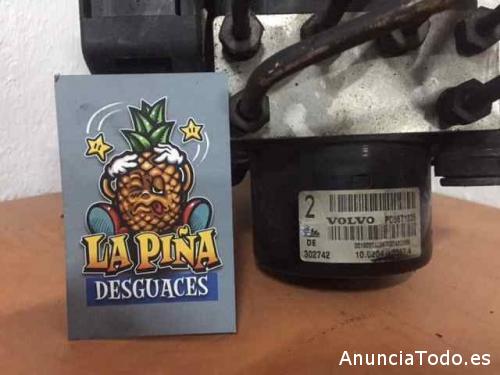 LA PIÑA
DESGUACES
2
VOLVO
DE
302742
AnunciaTodo.es